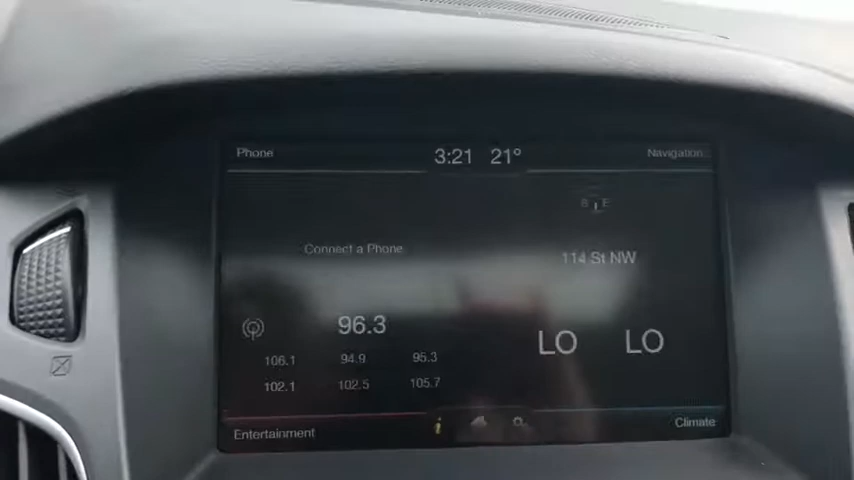 Phone 3:21 21° Navigation
S E
Connect a Phone
114 St NW
96.3
LO LO
106.1 94.9 95.3
102.1 102.5 105.7
Entertainment i Climate